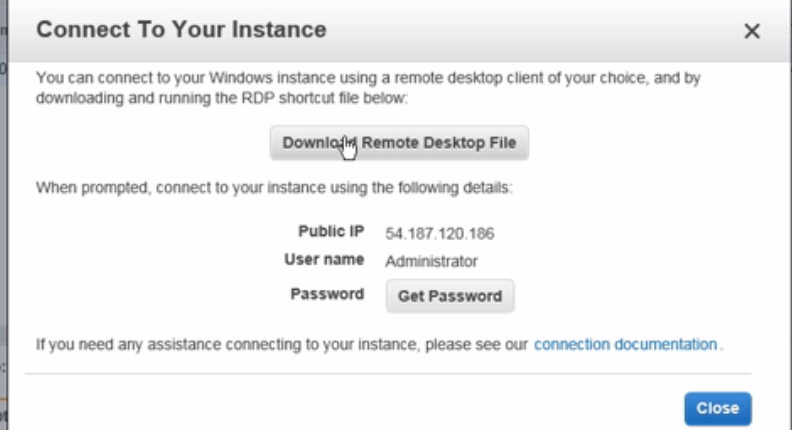 Connect To Your Instance
You can connect to your Windows instance using a remote desktop client of your choice, and by
downloading and running the RDP shortcut file below:
Download Remote Desktop File
When prompted, connect to your instance using the following details:
Public IP 54.187.120.186
User name Administrator
Password Get Password
If you need any assistance connecting to your instance, please see our connection documentation.
Close